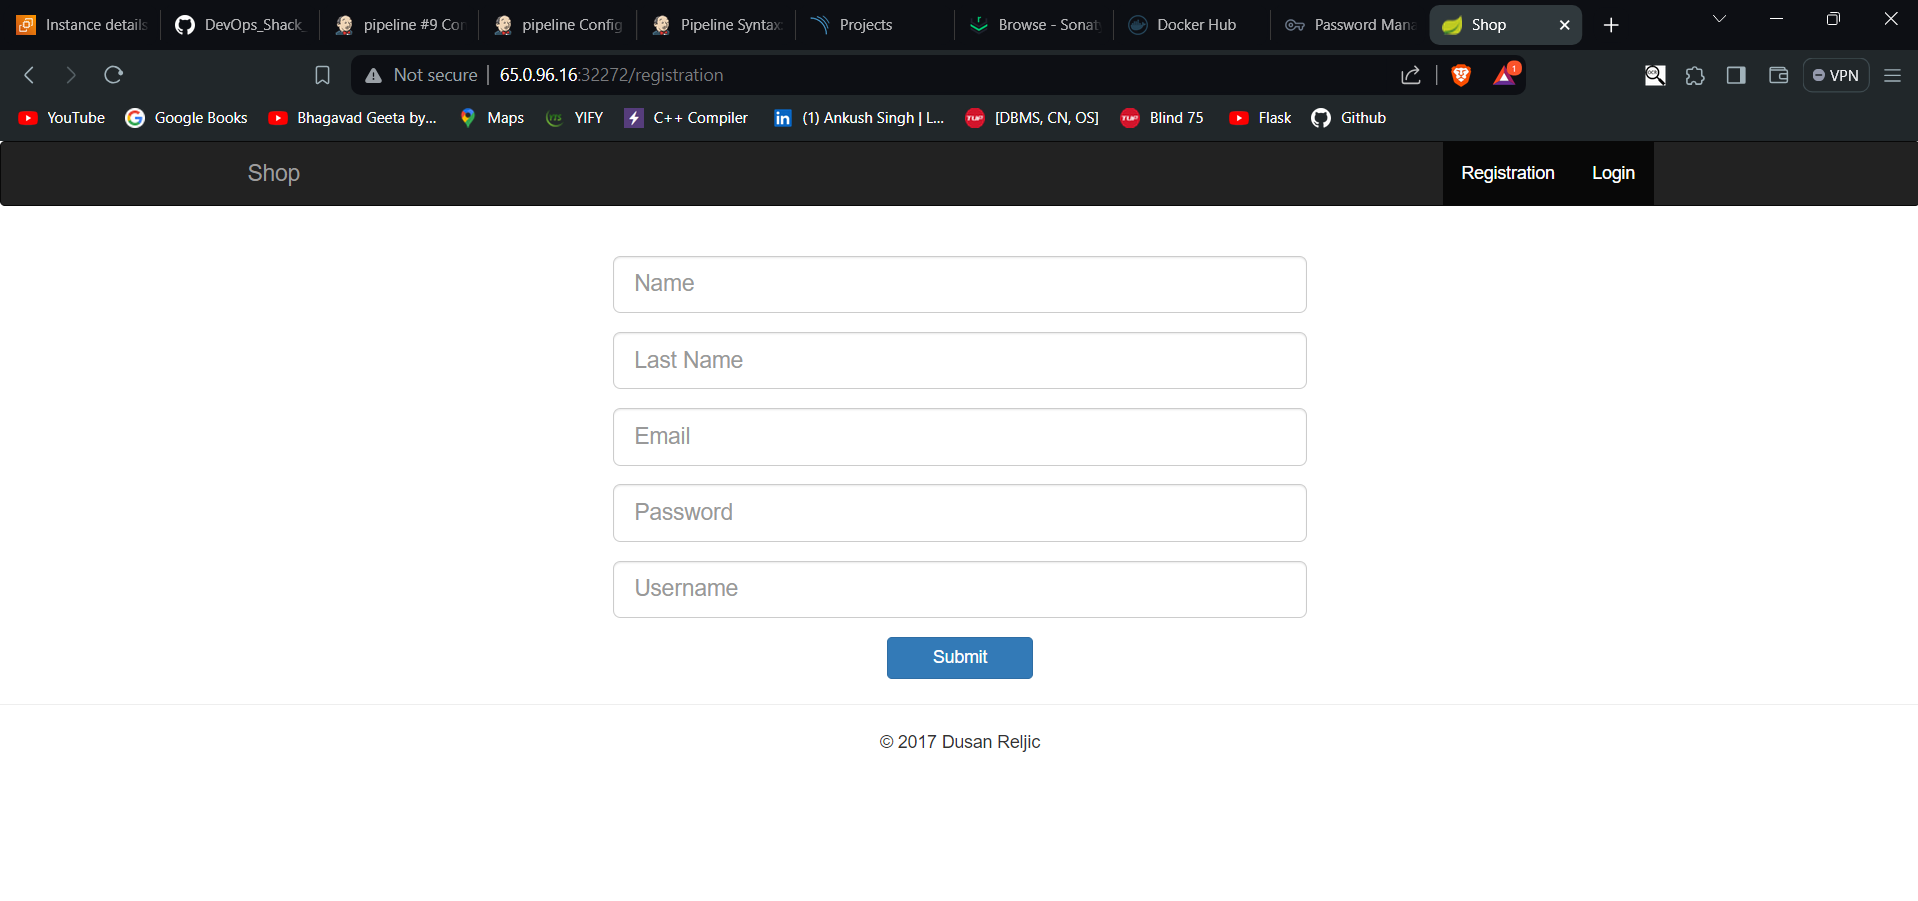 Instance details DevOps_Shack_ pipeline #9 Con pipeline Config Pipeline Syntax: Projects Browse - Sonaty Docker Hub Password Mana Shop
Not secure 65.0.96.16:32272/registration 1 VPN
YouTube Google Books Bhagavad Geeta by... Maps YIFY C++ Compiler (1) Ankush Singh | L... [DBMS, CN, OS] Blind 75 Flask Github
Shop Registration Login
Name
Last Name
Email
Password
Username
Submit
© 2017 Dusan Reljic